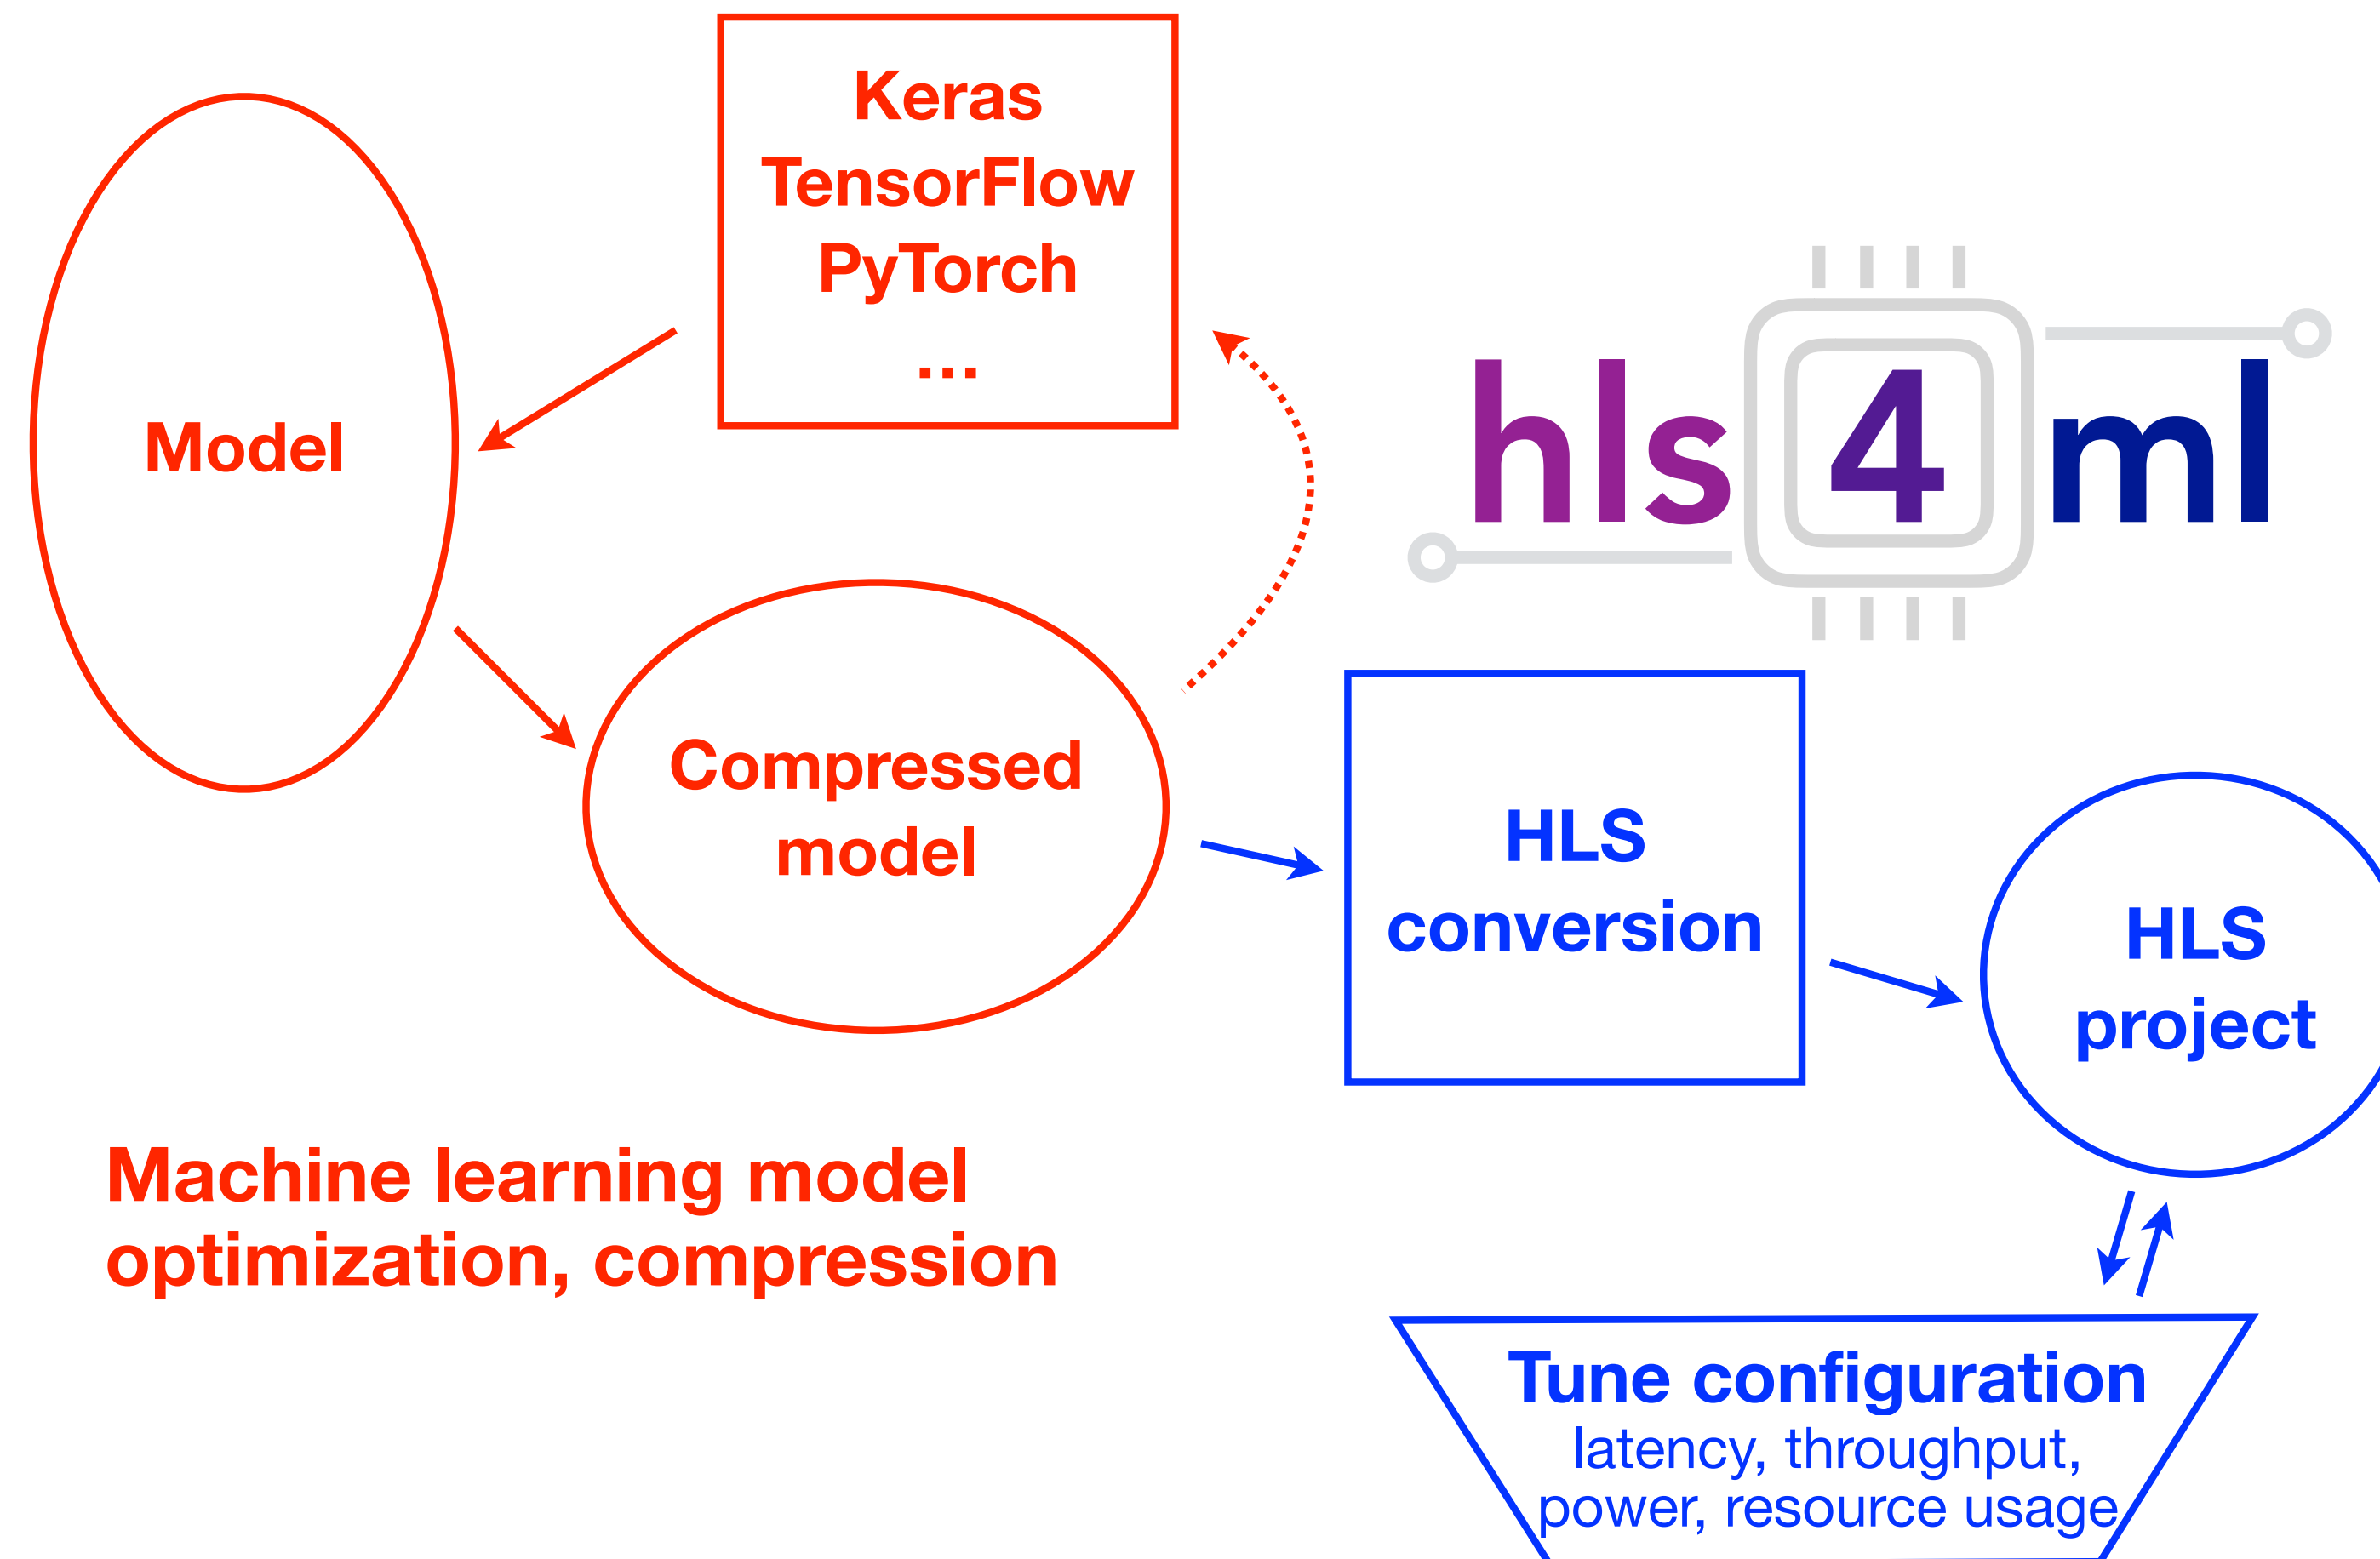 Keras
TensorFlow
PyTorch
...
Model
hls4ml
Compressed
model
HLS
conversion
HLS
project
Machine learning model
optimization, compression
Tune configuration
latency, throughput,
power, resource usage